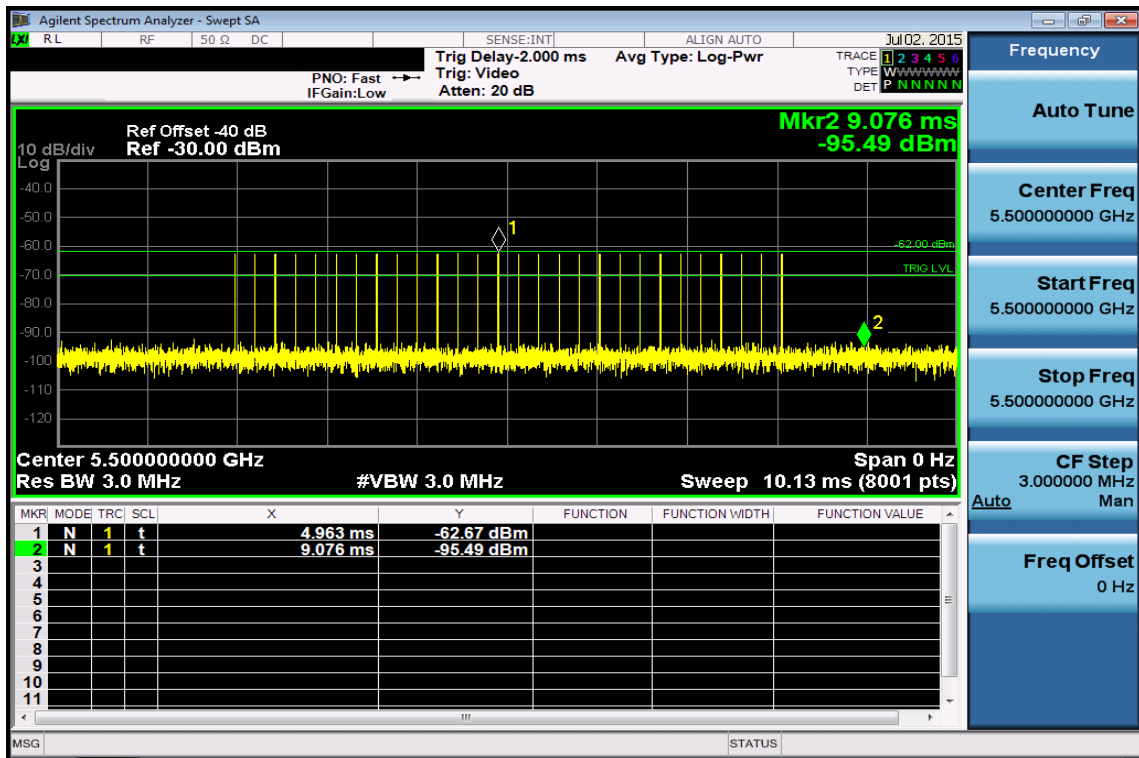 Agilent Spectrum Analyzer - Swept SA
LXI RL RF 50 Ω DC SENSE:INT ALIGN AUTO Jul 02, 2015
PNO: Fast
IFGain:Low
Trig Delay-2.000 ms
Trig: Video
Atten: 20 dB
Avg Type: Log-Pwr
TRACE 1 2 3 4 5 6
TYPE WWWWWWW
DET P N N N N N
Mkr2 9.076 ms
-95.49 dBm
Ref Offset -40 dB
10 dB/div Ref -30.00 dBm
Log
-40.0
-50.0
1
-60.0
-62.00 dBm
-70.0
TRIG LVL
-80.0
-90.0
2
-100
-110
-120
Center 5.500000000 GHz Span 0 Hz
Res BW 3.0 MHz #VBW 3.0 MHz Sweep 10.13 ms (8001 pts)
MKR MODE TRC SCL X Y FUNCTION FUNCTION WIDTH FUNCTION VALUE
1 N 1 t 4.963 ms -62.67 dBm
2 N 1 t 9.076 ms -95.49 dBm
3
4
5
6
7
8
9
10
11
MSG STATUS
Frequency
Auto Tune
Center Freq
5.500000000 GHz
Start Freq
5.500000000 GHz
Stop Freq
5.500000000 GHz
CF Step
3.000000 MHz
Auto Man
Freq Offset
0 Hz